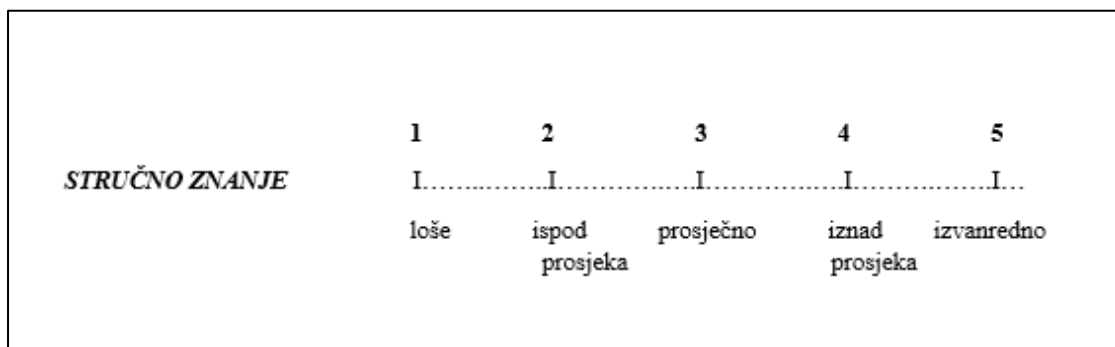 1 2 3 4 5
STRUČNO ZNANJE I……..……..I…………..….I…………..….I………..…….I…
loše ispod prosječno iznad izvanredno
prosjeka prosjeka